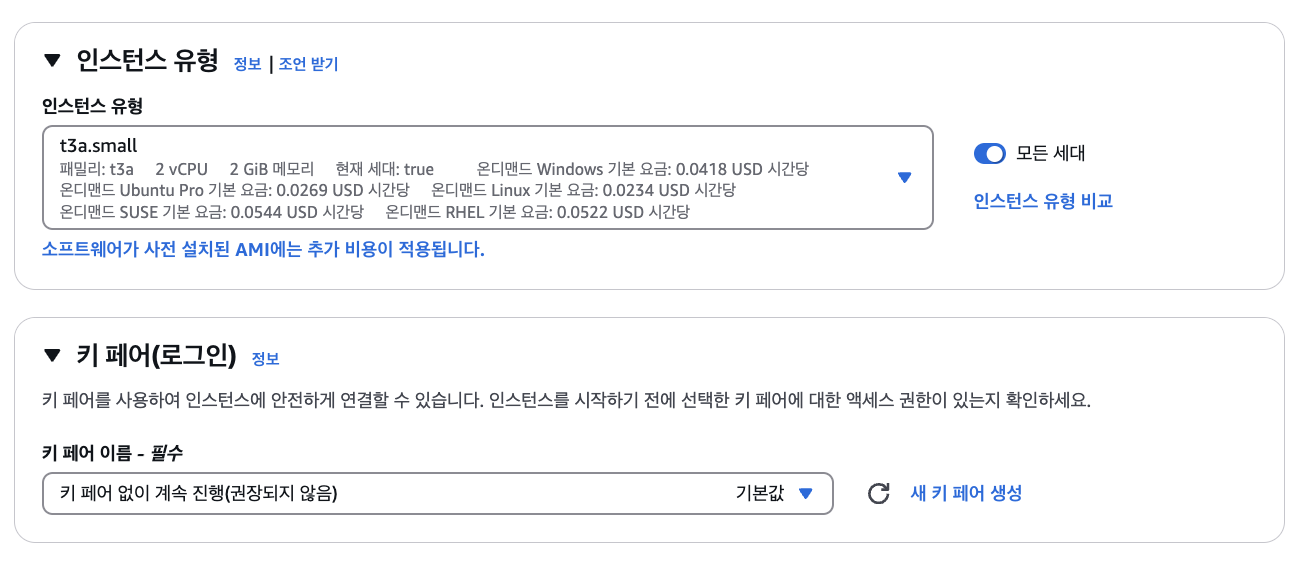 인스턴스 유형 정보 | 조언 받기
인스턴스 유형
t3a.small
패밀리: t3a 2 vCPU 2 GiB 메모리 현재 세대: true 온디맨드 Windows 기본 요금: 0.0418 USD 시간당
온디맨드 Ubuntu Pro 기본 요금: 0.0269 USD 시간당 온디맨드 Linux 기본 요금: 0.0234 USD 시간당
온디맨드 SUSE 기본 요금: 0.0544 USD 시간당 온디맨드 RHEL 기본 요금: 0.0522 USD 시간당
모든 세대
인스턴스 유형 비교
소프트웨어가 사전 설치된 AMI에는 추가 비용이 적용됩니다.
키 페어(로그인) 정보
키 페어를 사용하여 인스턴스에 안전하게 연결할 수 있습니다. 인스턴스를 시작하기 전에 선택한 키 페어에 대한 액세스 권한이 있는지 확인하세요.
키 페어 이름 - 필수
키 페어 없이 계속 진행(권장되지 않음) 기본값
새 키 페어 생성